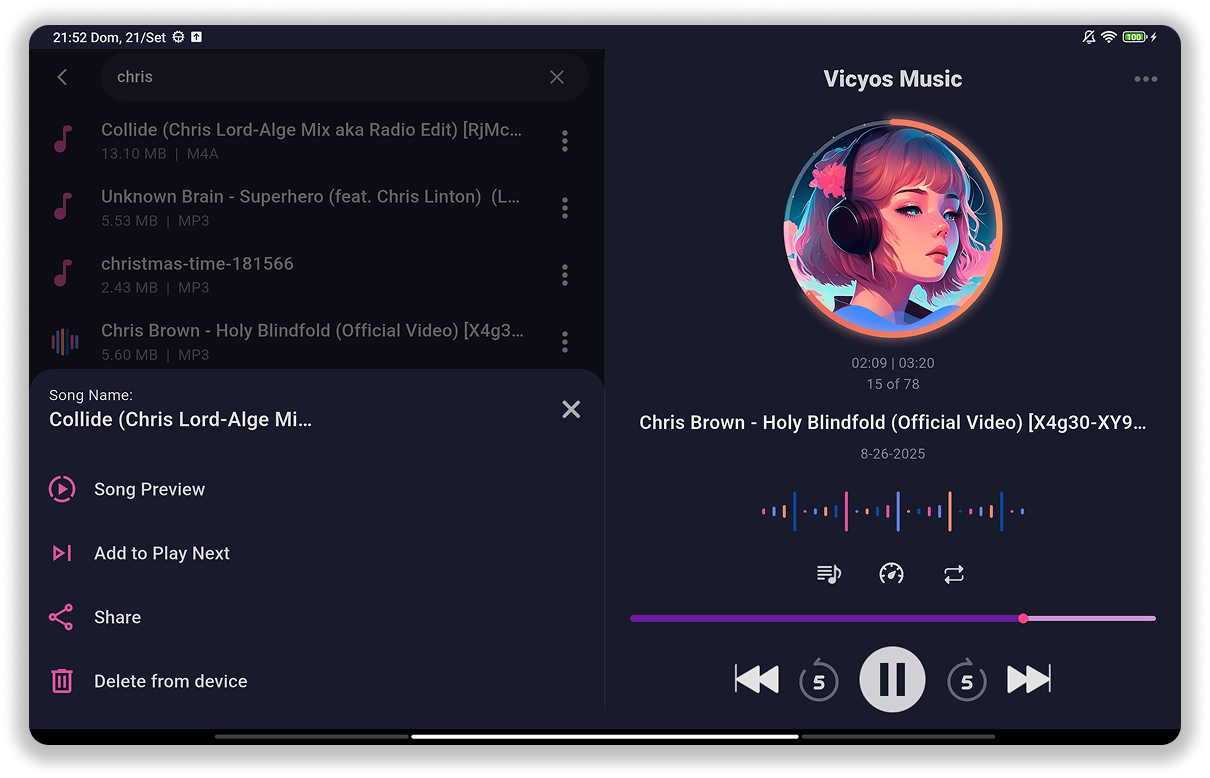 21:52 Dom, 21/Set
100
chris
Collide (Chris Lord-Alge Mix aka Radio Edit) [RjMc...
13.10 MB | M4A
Unknown Brain - Superhero (feat. Chris Linton) (L...
5.53 MB | MP3
christmas-time-181566
2.43 MB | MP3
Chris Brown - Holy Blindfold (Official Video) [X4g3...
5.60 MB | MP3
Song Name:
Collide (Chris Lord-Alge Mi...
Song Preview
Add to Play Next
Share
Delete from device
Vicyos Music
02:09 | 03:20
15 of 78
Chris Brown - Holy Blindfold (Official Video) [X4g30-XY9...
8-26-2025
5
5